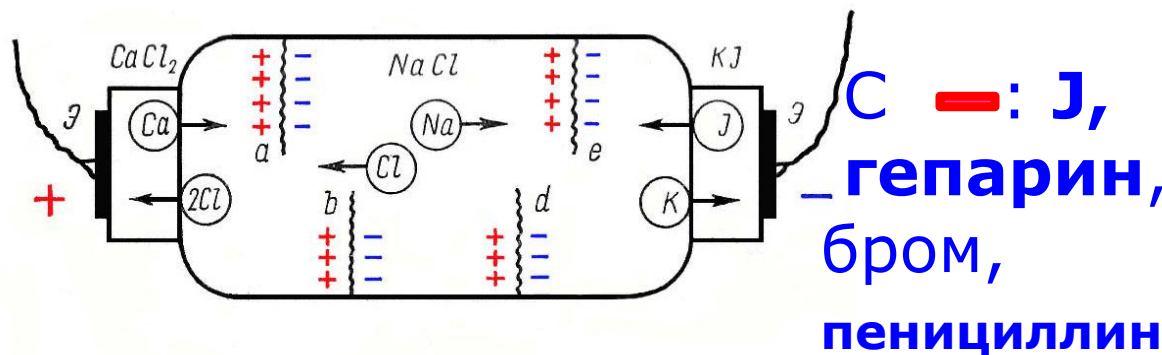 CaCl₂ NaCl KJ
Э Ca Na J Э
a e
Cl
+ 2Cl b d K –
С –: J,
гепарин,
бром,
пенициллин